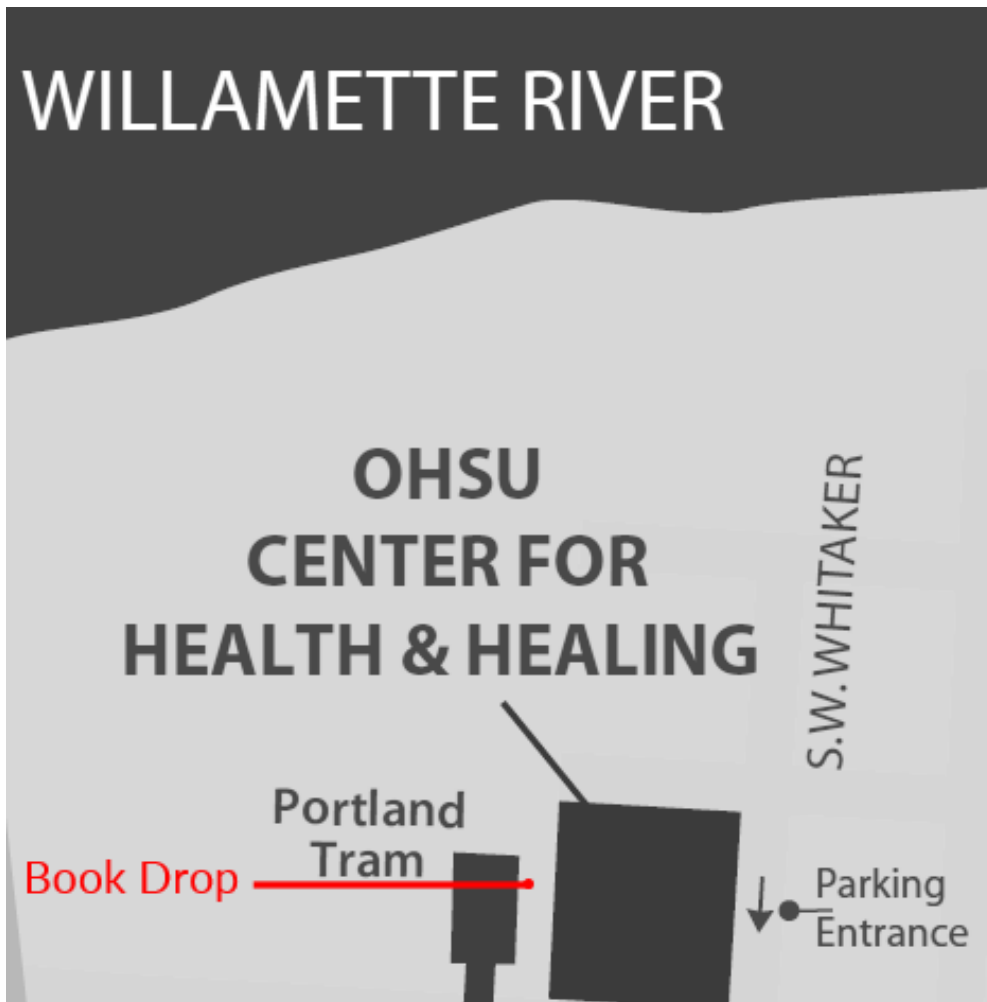 WILLAMETTE RIVER
OHSU
CENTER FOR
HEALTH & HEALING
S.W.WHITAKER
Portland
Tram
Book Drop
Parking
Entrance